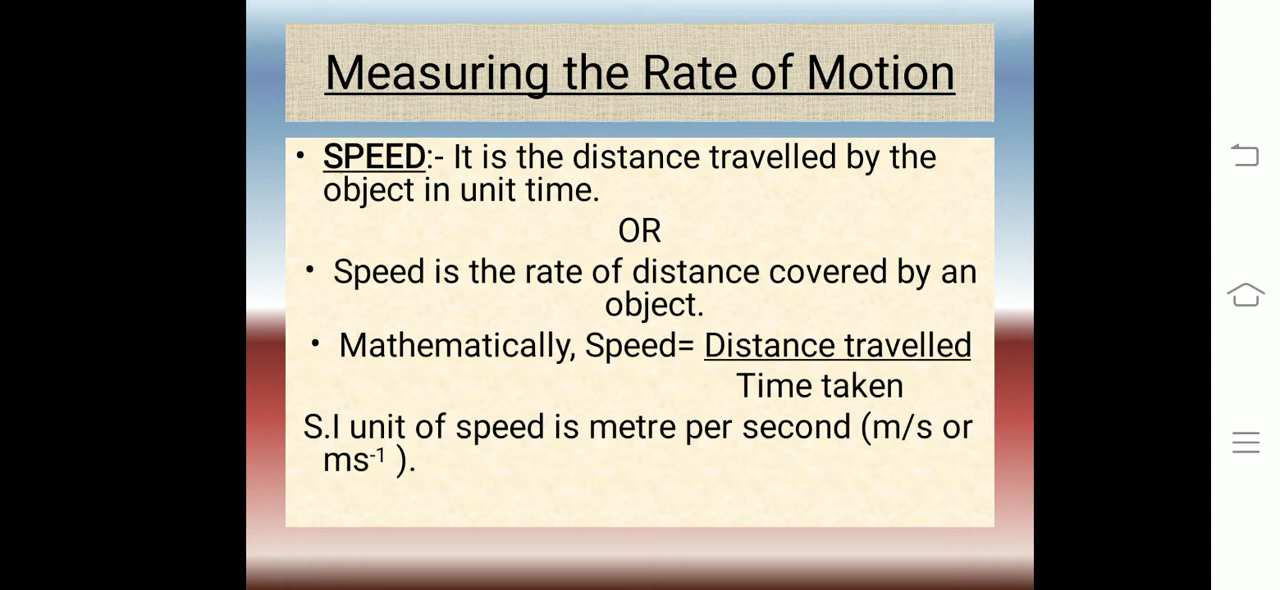 Measuring the Rate of Motion
• SPEED:- It is the distance travelled by the
object in unit time.
OR
• Speed is the rate of distance covered by an
object.
• Mathematically, Speed= Distance travelled
Time taken
S.I unit of speed is metre per second (m/s or
ms⁻¹ ).